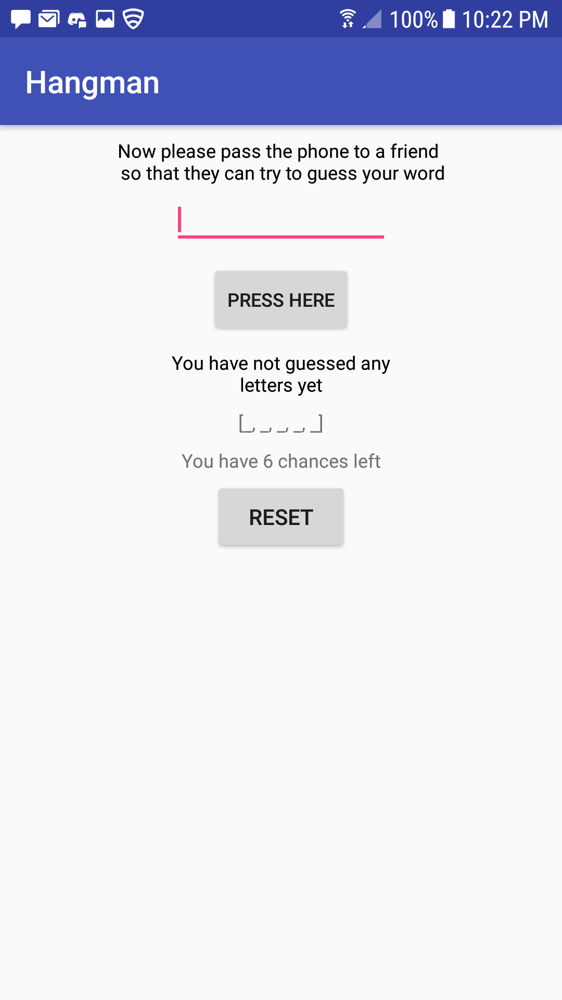 100% 10:22 PM
Hangman
Now please pass the phone to a friend
so that they can try to guess your word
PRESS HERE
You have not guessed any
letters yet
[_, _, _, _, _]
You have 6 chances left
RESET